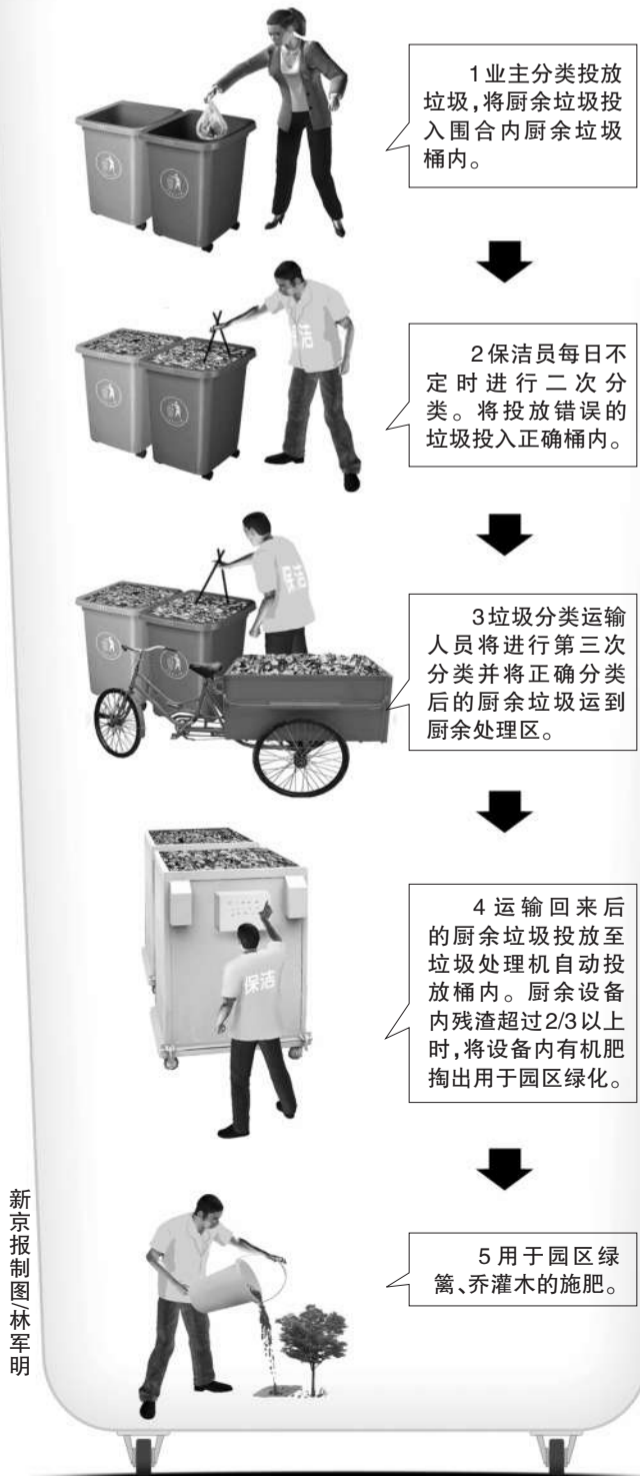 1 业主分类投放
垃圾,将厨余垃圾投
入围合内厨余垃圾
桶内。
2 保洁员每日不
定时进行二次分
类。将投放错误的
垃圾投入正确桶内。
3 垃圾分类运输
人员将进行第三次
分类并将正确分类
后的厨余垃圾运到
厨余处理区。
4 运输回来后
的厨余垃圾投放至
垃圾处理机自动投
放桶内。厨余设备
内残渣超过2/3以上
时,将设备内有机肥
掏出用于园区绿化。
保洁
5 用于园区绿
篱、乔灌木的施肥。
新京报制图/林军明